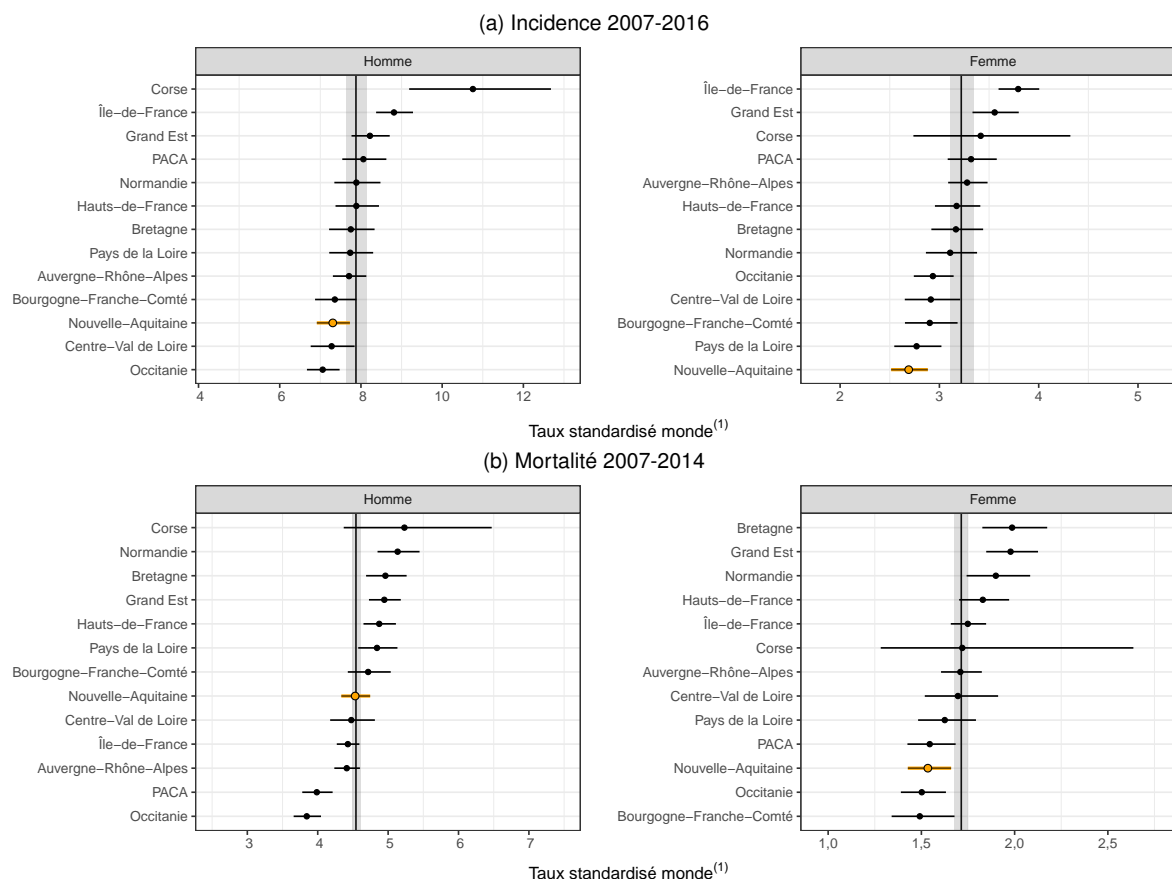 (a) Incidence 2007-2016
Homme
Corse
Île−de−France
Grand Est
PACA
Normandie
Hauts−de−France
Bretagne
Pays de la Loire
Auvergne−Rhône−Alpes
Bourgogne−Franche−Comté
Nouvelle−Aquitaine
Centre−Val de Loire
Occitanie
4 6 8 10 12
Femme
Île−de−France
Grand Est
Corse
PACA
Auvergne−Rhône−Alpes
Hauts−de−France
Bretagne
Normandie
Occitanie
Centre−Val de Loire
Bourgogne−Franche−Comté
Pays de la Loire
Nouvelle−Aquitaine
2 3 4 5
Taux standardisé monde(1)
(b) Mortalité 2007-2014
Homme
Corse
Normandie
Bretagne
Grand Est
Hauts−de−France
Pays de la Loire
Bourgogne−Franche−Comté
Nouvelle−Aquitaine
Centre−Val de Loire
Île−de−France
Auvergne−Rhône−Alpes
PACA
Occitanie
3 4 5 6 7
Femme
Bretagne
Grand Est
Normandie
Hauts−de−France
Île−de−France
Corse
Auvergne−Rhône−Alpes
Centre−Val de Loire
Pays de la Loire
PACA
Nouvelle−Aquitaine
Occitanie
Bourgogne−Franche−Comté
1,0 1,5 2,0 2,5
Taux standardisé monde(1)